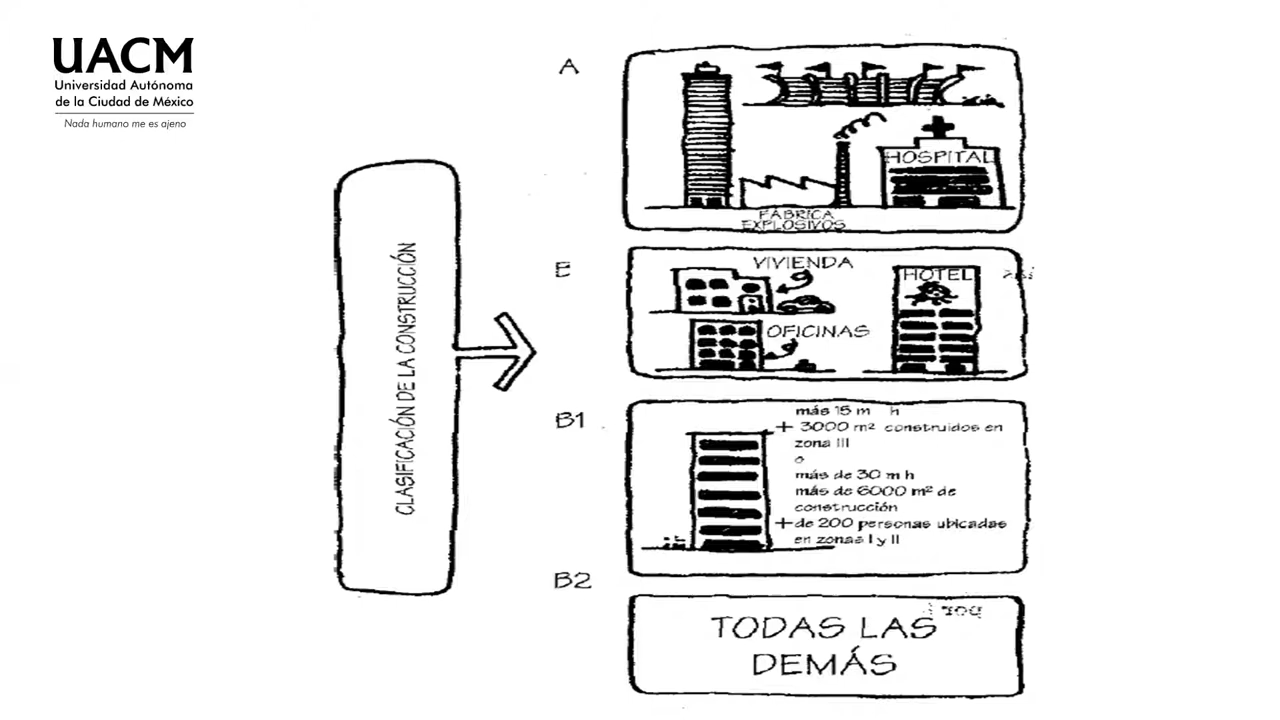 UACM
Universidad Autónoma
de la Ciudad de México
Nada humano me es ajeno
CLASIFICACIÓN DE LA CONSTRUCCIÓN
A
HOSPITAL
FÁBRICA
EXPLOSIVOS
E
VIVIENDA
HOTEL
OFICINAS
B1
más 15 m h
+ 3000 m² construidos en
zona III
o
más de 30 m h
más de 6000 m² de
construcción
+ de 200 personas ubicadas
en zonas I y II
B2
TODAS LAS
DEMÁS